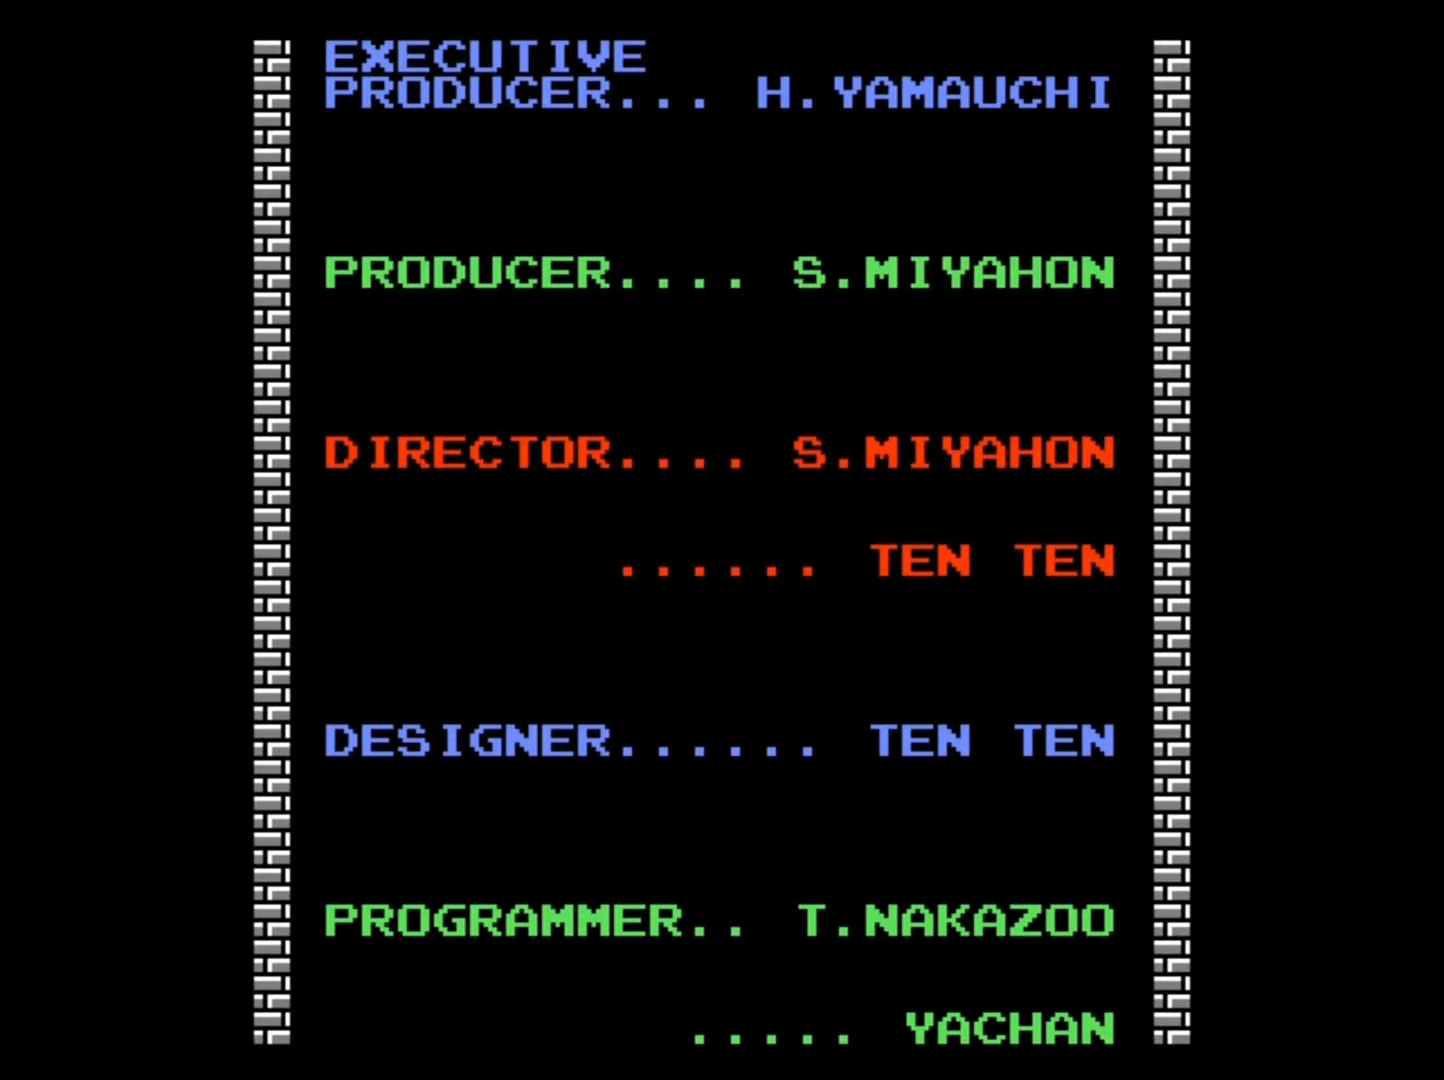 EXECUTIVE
PRODUCER... H.YAMAUCHI
PRODUCER.... S.MIYAHON
DIRECTOR.... S.MIYAHON
...... TEN TEN
DESIGNER...... TEN TEN
PROGRAMMER.. T.NAKAZOO
..... YACHAN